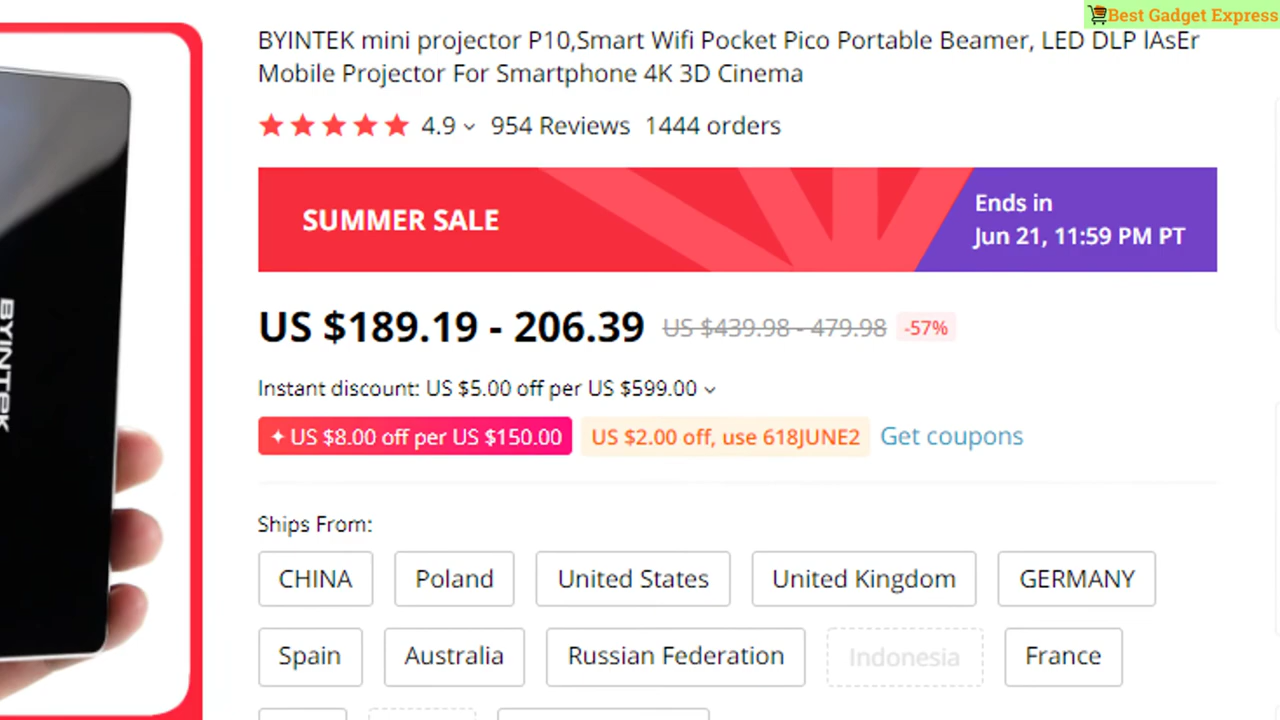 Best Gadget Express
BYINTEK mini projector P10,Smart Wifi Pocket Pico Portable Beamer, LED DLP lAsEr
Mobile Projector For Smartphone 4K 3D Cinema
4.9 954 Reviews 1444 orders
SUMMER SALE
Ends in
Jun 21, 11:59 PM PT
US $189.19 - 206.39 US $439.98 - 479.98 -57%
Instant discount: US $5.00 off per US $599.00
US $8.00 off per US $150.00 US $2.00 off, use 618JUNE2 Get coupons
BYINTEK
Ships From:
CHINA Poland United States United Kingdom GERMANY
Spain Australia Russian Federation Indonesia France